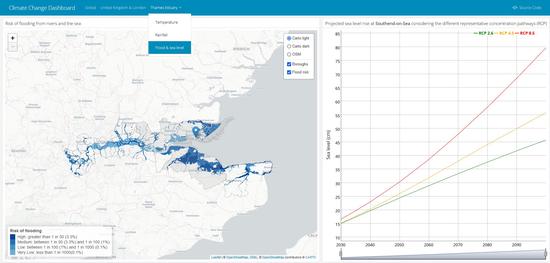 Climate Change Dashboard
Global
United Kingdom & London
Thames Estuary
Source Code
Temperature
Rainfall
Flood & sea level
Risk of flooding from rivers and the sea
+
-
Carto light
Carto dark
OSM
Boroughs
Flood risk
Risk of flooding
High: greater than 1 in 30 (3.3%)
Medium: between 1 in 30 (3.3%) and 1 in 100 (1%)
Low: between 1 in 100 (1%) and 1 in 1000 (0.1%)
Very Low: less than 1 in 1000(0.1%)
Projected sea level rise at Southend-on-Sea considering the different representative concentration pathways (RCP)
RCP 2.6
RCP 4.5
RCP 8.5
Sea level (cm)
85
80
75
70
65
60
55
50
45
40
35
30
25
20
15
10
2030
2040
2050
2060
2070
2080
2090